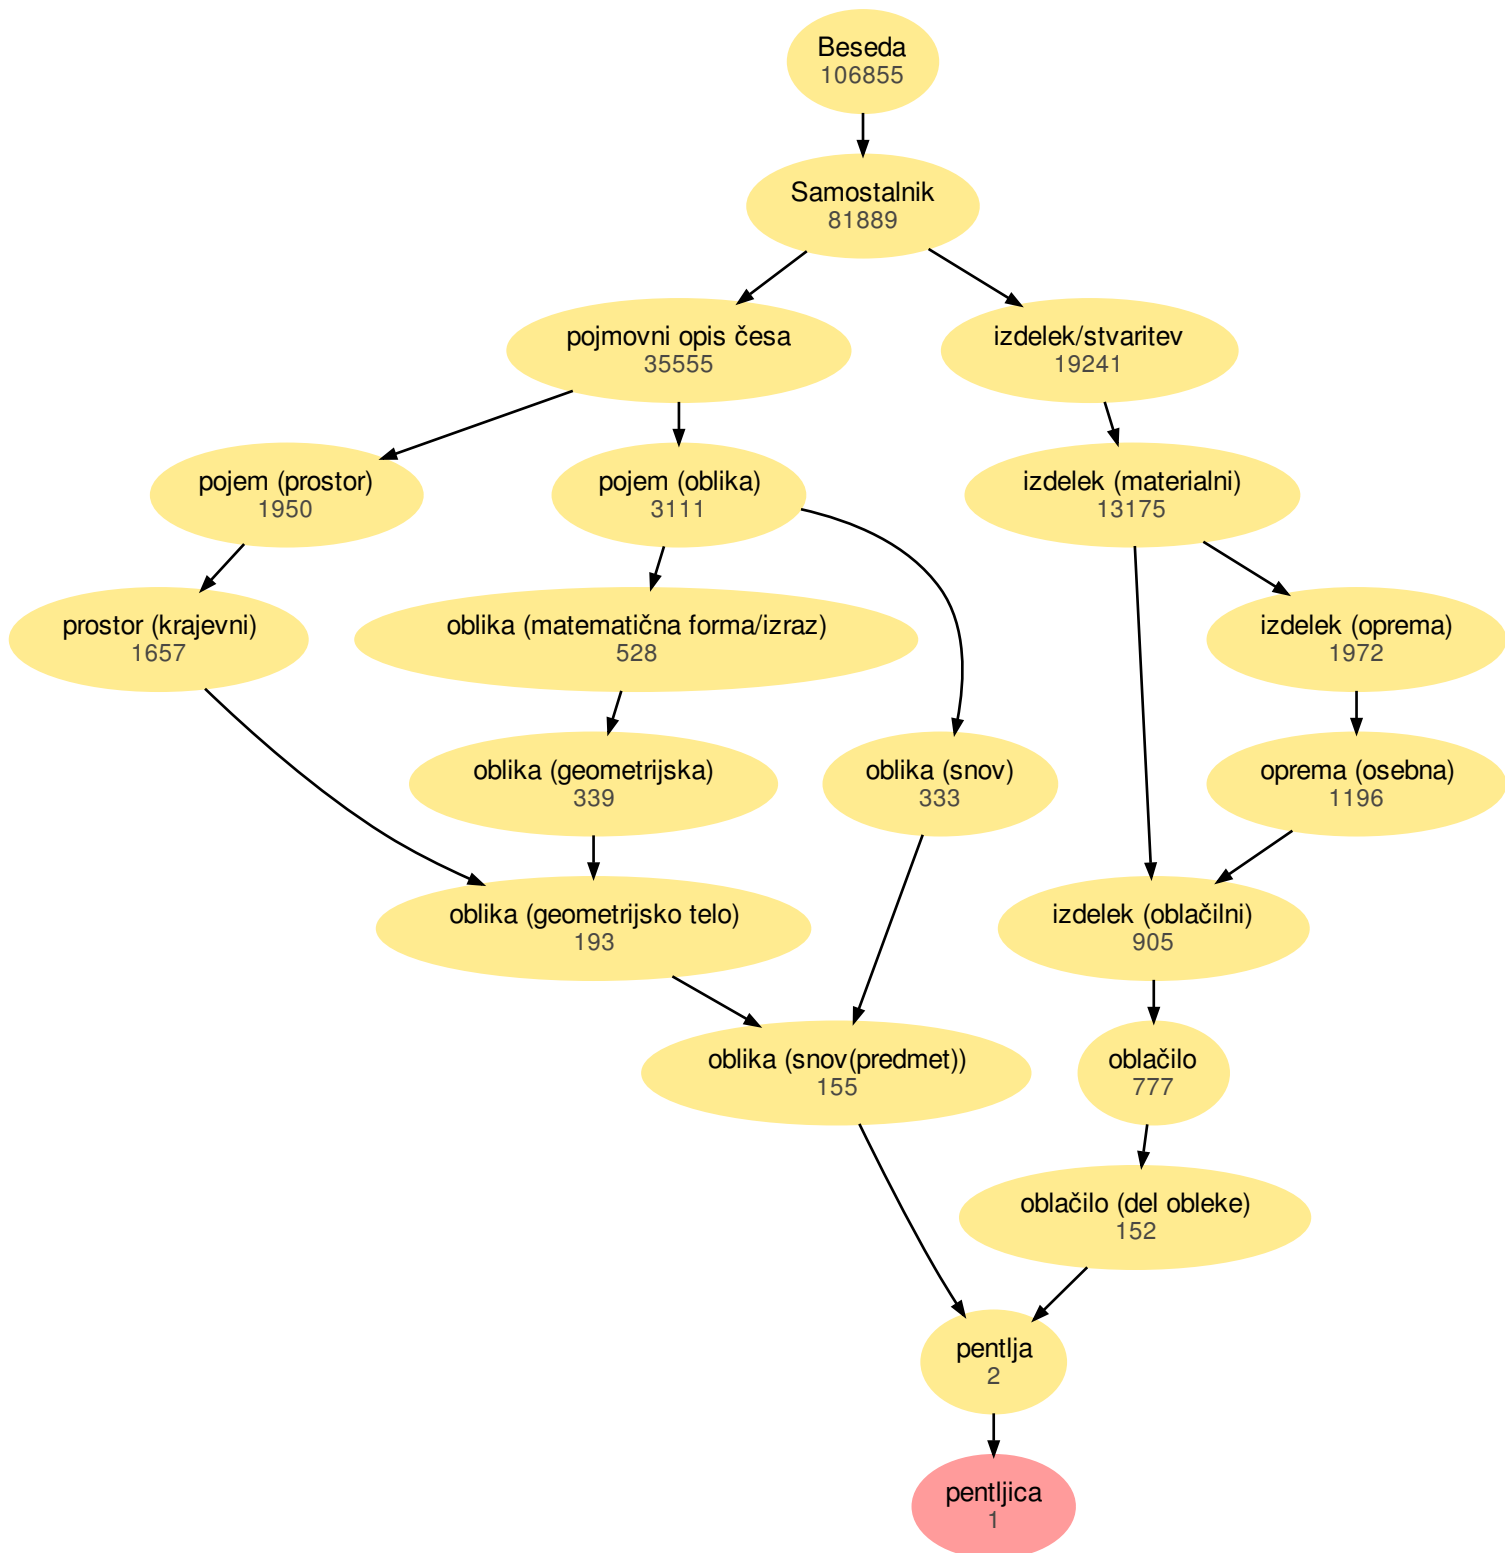 Beseda
106855
Samostalnik
81889
pojmovni opis česa
35555
izdelek/stvaritev
19241
pojem (prostor)
1950
pojem (oblika)
3111
izdelek (materialni)
13175
prostor (krajevni)
1657
oblika (matematična forma/izraz)
528
izdelek (oprema)
1972
oblika (geometrijska)
339
oblika (snov)
333
oprema (osebna)
1196
oblika (geometrijsko telo)
193
izdelek (oblačilni)
905
oblika (snov(predmet))
155
oblačilo
777
oblačilo (del obleke)
152
pentlja
2
pentljica
1